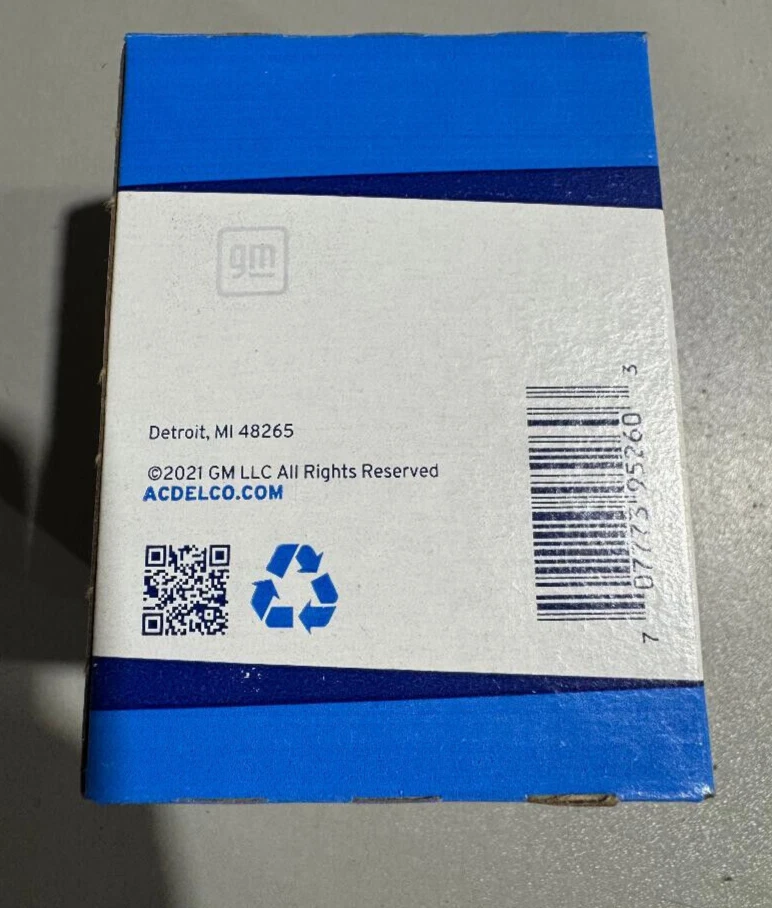 gm
Detroit, MI 48265
©2021 GM LLC All Rights Reserved
ACDELCO.COM
7 07773 95260 3